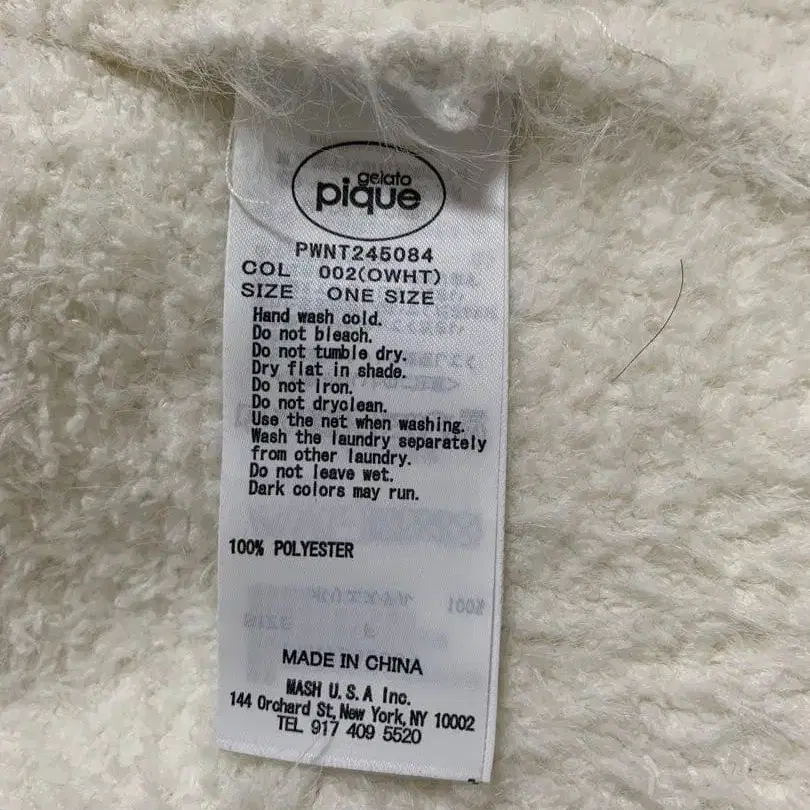 gelato
pique
PWNT245084
COL 002(OWHT)
SIZE ONE SIZE
Hand wash cold.
Do not bleach.
Do not tumble dry.
Dry flat in shade.
Do not iron.
Do not dryclean.
Use the net when washing.
Wash the laundry separately
from other laundry.
Do not leave wet.
Dark colors may run.
100% POLYESTER
MADE IN CHINA
MASH U.S.A Inc.
144 Orchard St, New York, NY 10002
TEL 917 409 5520